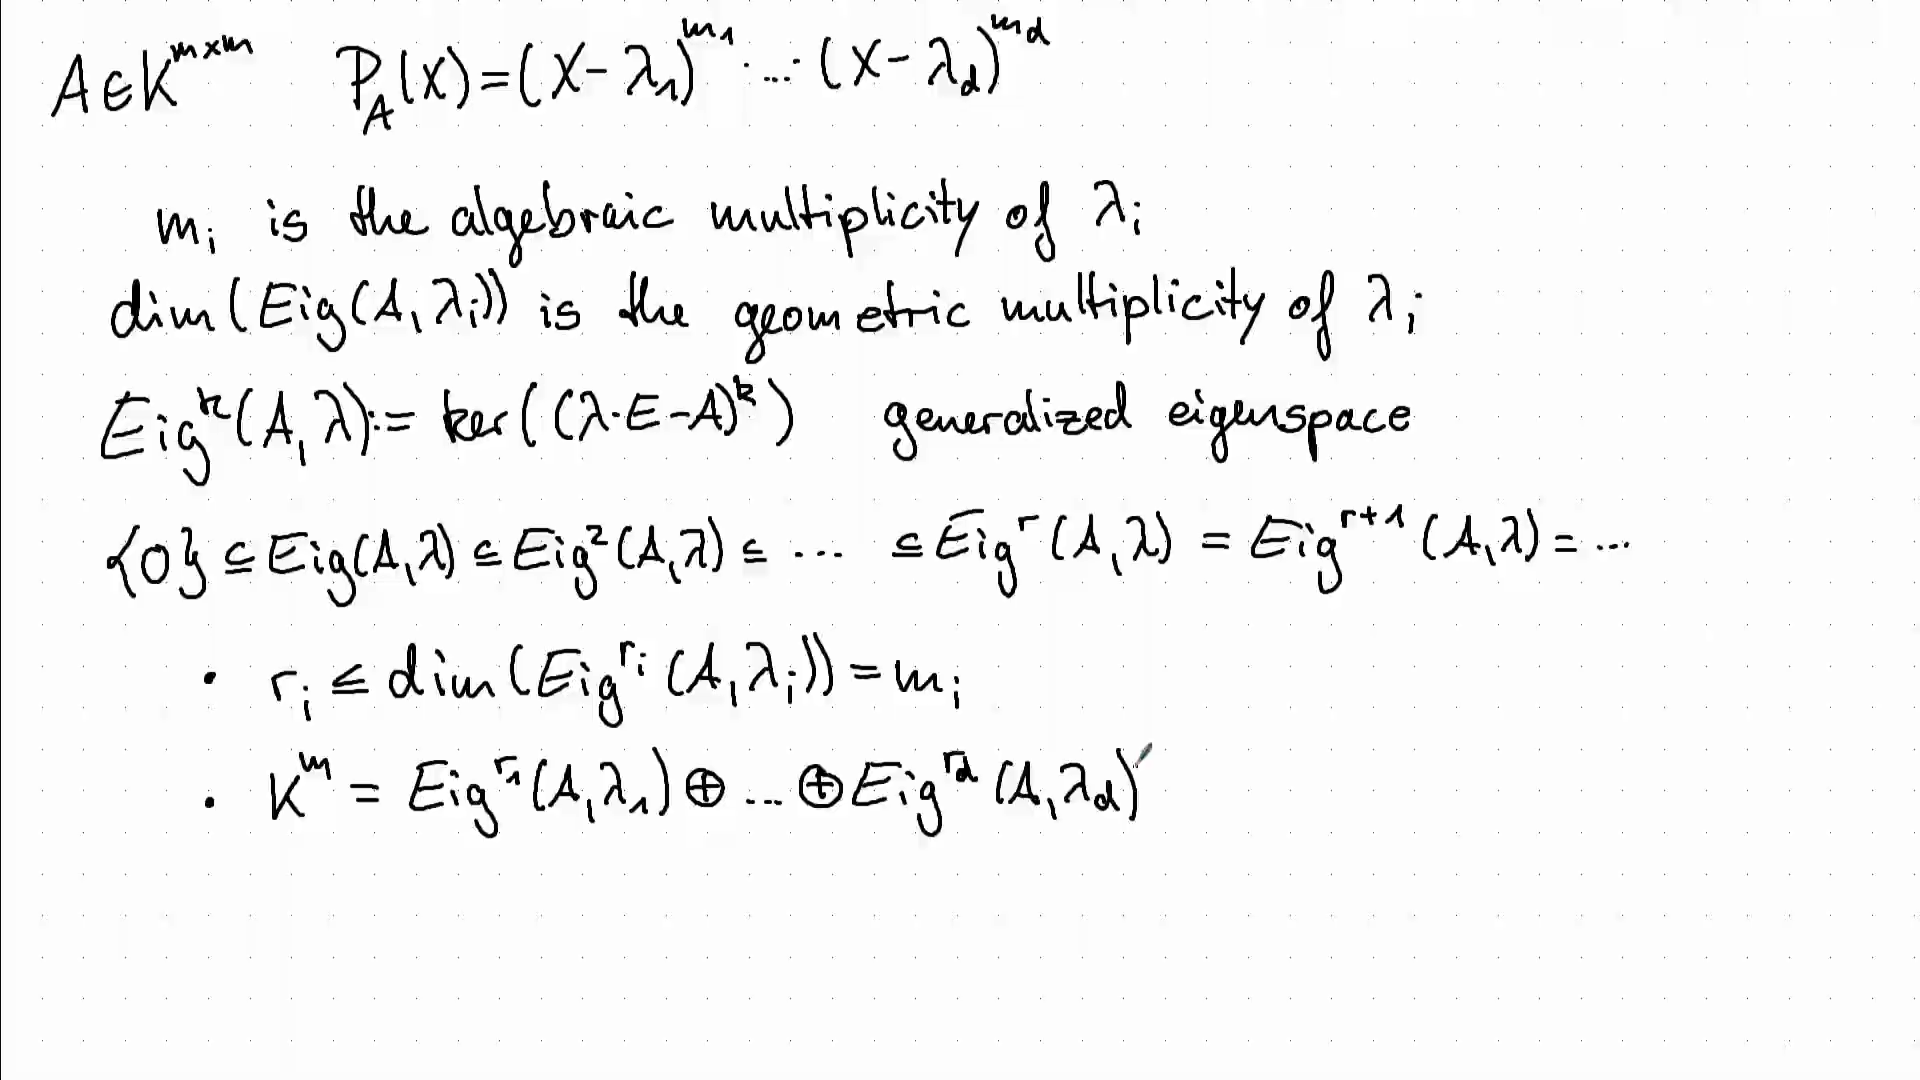 A ∈ K^{m×m}   P_A(X) = (X - λ_1)^{m_1} · ... · (X - λ_d)^{m_d}
m_i is the algebraic multiplicity of λ_i
dim(Eig(A, λ_i)) is the geometric multiplicity of λ_i
Eig^k(A, λ) := ker((λ·E - A)^k)   generalized eigenspace
{0} ⊆ Eig(A, λ) ⊆ Eig^2(A, λ) ⊆ ... ⊆ Eig^r(A, λ) = Eig^{r+1}(A, λ) = ...
· r_i ≤ dim(Eig^{r_i}(A, λ_i)) = m_i
· K^m = Eig^{r_1}(A, λ_1) ⊕ ... ⊕ Eig^{r_d}(A, λ_d)